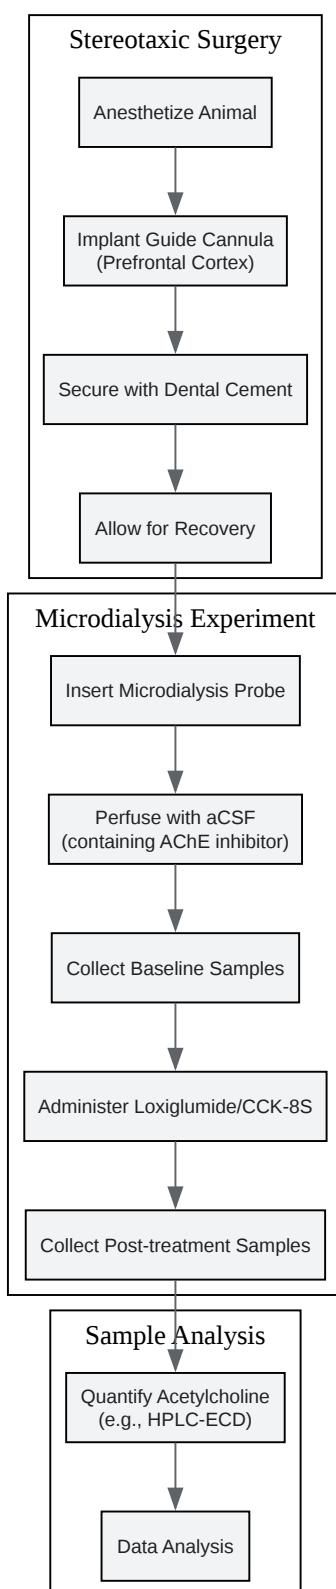 Stereotaxic Surgery
Anesthetize Animal
Implant Guide Cannula
(Prefrontal Cortex)
Secure with Dental Cement
Allow for Recovery
Microdialysis Experiment
Insert Microdialysis Probe
Perfuse with aCSF
(containing AChE inhibitor)
Collect Baseline Samples
Administer Loxiglumide/CCK-8S
Collect Post-treatment Samples
Sample Analysis
Quantify Acetylcholine
(e.g., HPLC-ECD)
Data Analysis